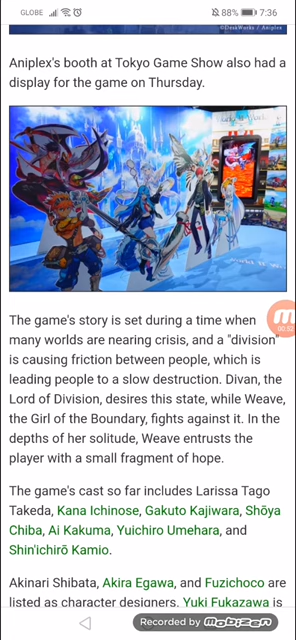 GLOBE 88% 7:36
©DeskWorks / Aniplex
Aniplex's booth at Tokyo Game Show also had a
display for the game on Thursday.
The game's story is set during a time when
many worlds are nearing crisis, and a "division"
is causing friction between people, which is
leading people to a slow destruction. Divan, the
Lord of Division, desires this state, while Weave,
the Girl of the Boundary, fights against it. In the
depths of her solitude, Weave entrusts the
player with a small fragment of hope.
00:52
The game's cast so far includes Larissa Tago
Takeda, Kana Ichinose, Gakuto Kajiwara, Shōya
Chiba, Ai Kakuma, Yuichiro Umehara, and
Shin'ichirō Kamio.
Akinari Shibata, Akira Egawa, and Fuzichoco are
listed as character designers. Yuki Fukazawa is
Recorded by mobizen